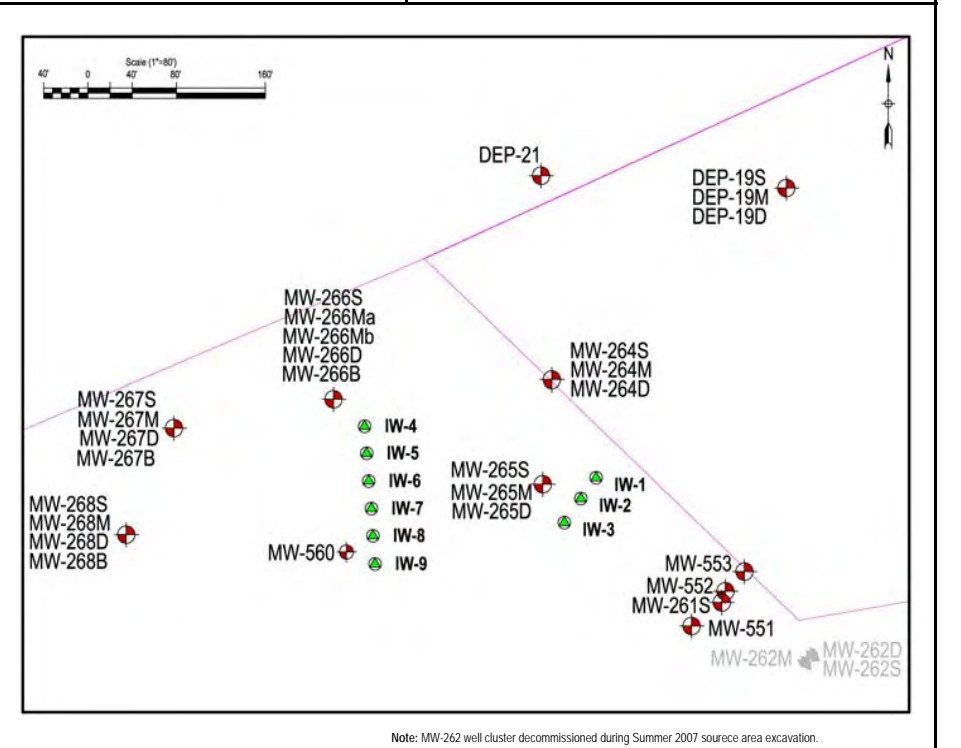 Scale (1"=80')
40' 0 40' 80' 160'
N
DEP-21
DEP-19S
DEP-19M
DEP-19D
MW-266S
MW-266Ma
MW-266Mb
MW-266D
MW-266B
MW-264S
MW-264M
MW-264D
MW-267S
MW-267M
MW-267D
MW-267B
IW-4
IW-5
IW-6
IW-7
IW-8
IW-9
MW-265S
MW-265M
MW-265D
IW-1
IW-2
IW-3
MW-268S
MW-268M
MW-268D
MW-268B
MW-560
MW-553
MW-552
MW-261S
MW-551
MW-262M
MW-262D
MW-262S
Note: MW-262 well cluster decommissioned during Summer 2007 sourece area excavation.